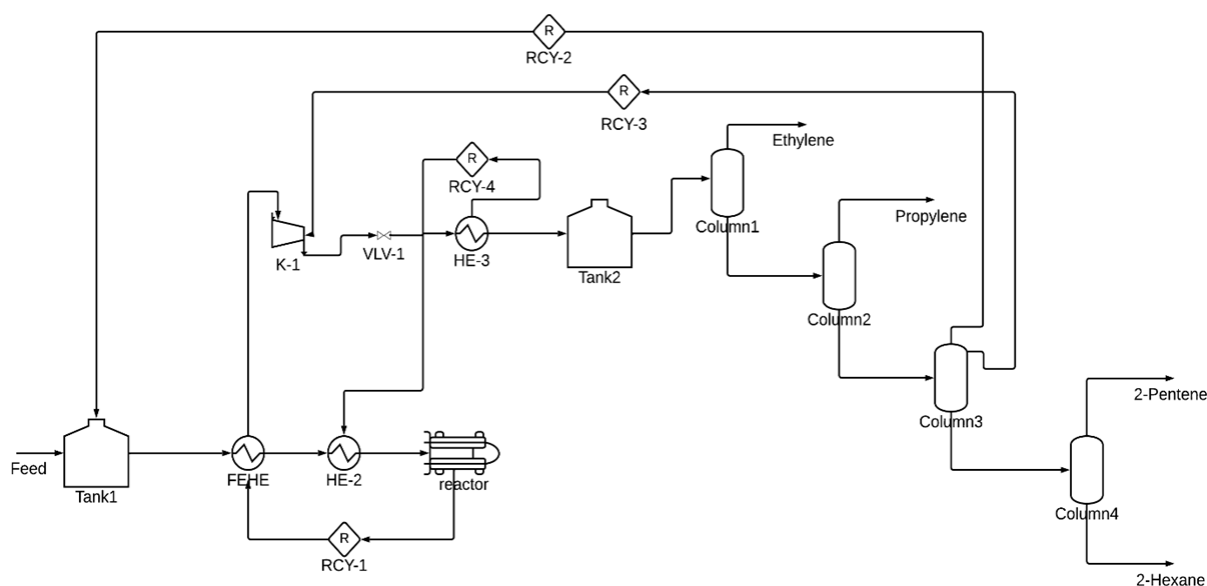 R
RCY-2
R
RCY-3
Ethylene
R
RCY-4
Column1
Propylene
K-1
VLV-1
HE-3
Tank2
Column2
2-Pentene
Column3
Feed
FEHE
HE-2
reactor
Tank1
Column4
R
RCY-1
2-Hexane